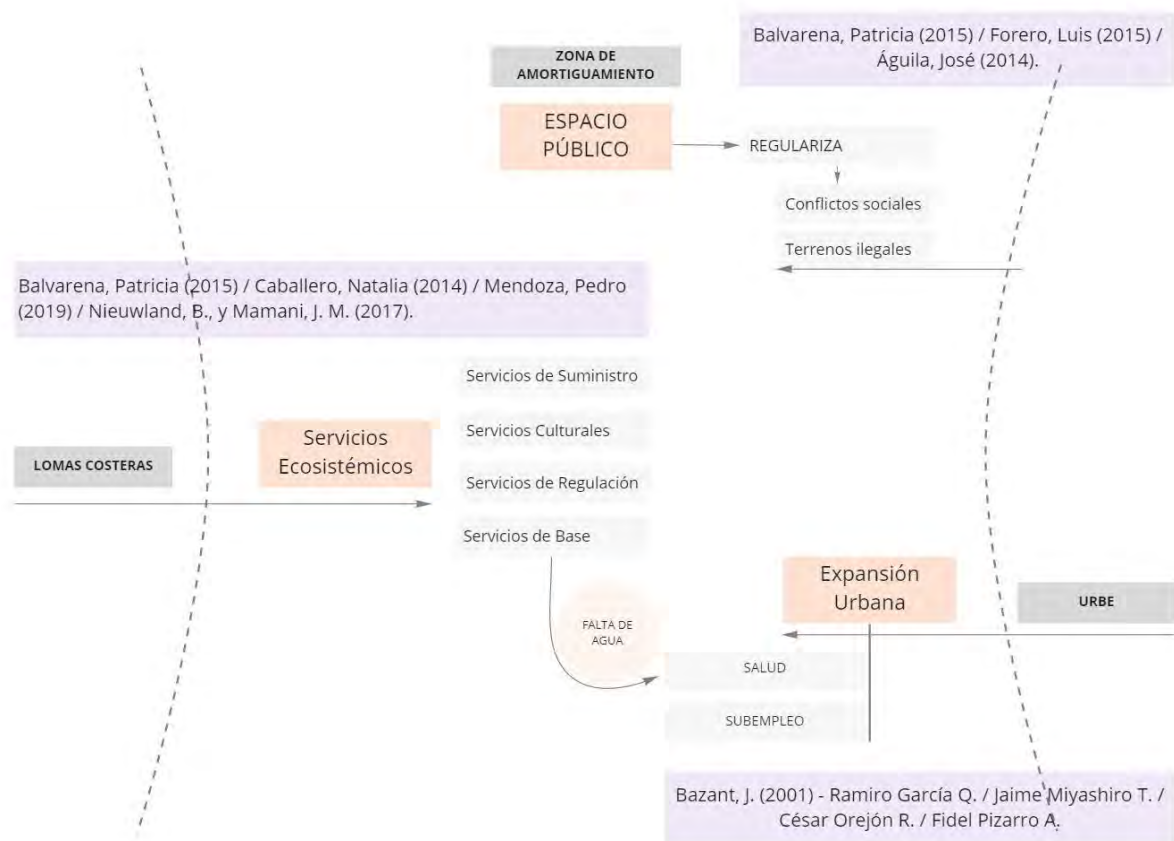 Balvarena, Patricia (2015) / Forero, Luis (2015) /
Águila, José (2014).
ZONA DE
AMORTIGUAMIENTO
ESPACIO
PÚBLICO
REGULARIZA
Conflictos sociales
Terrenos ilegales
Balvarena, Patricia (2015) / Caballero, Natalia (2014) / Mendoza, Pedro
(2019) / Nieuwland, B., y Mamani, J. M. (2017).
Servicios de Suministro
Servicios Culturales
Servicios de Regulación
Servicios de Base
Servicios
Ecosistémicos
LOMAS COSTERAS
FALTA DE
AGUA
Expansión
Urbana
URBE
SALUD
SUBEMPLEO
Bazant, J. (2001) - Ramiro García Q. / Jaime Miyashiro T. /
César Orejón R. / Fidel Pizarro A.